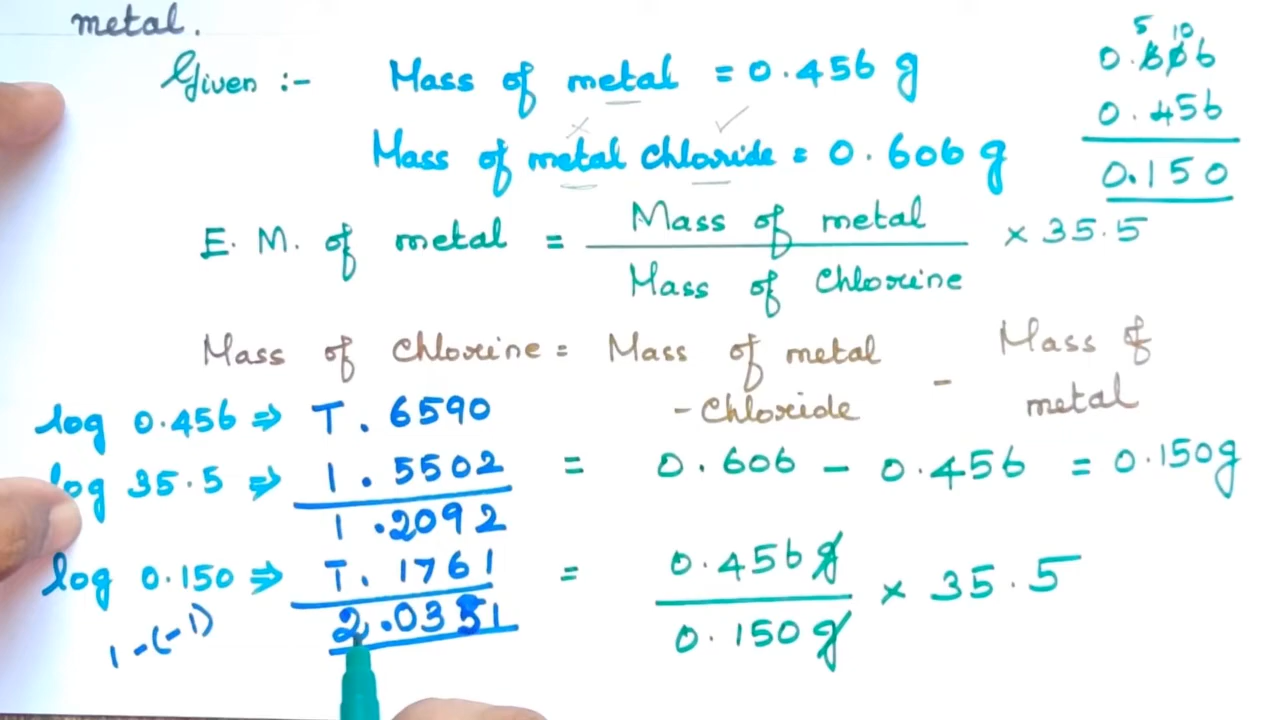 metal.
Given :- Mass of metal = 0.456 g
Mass of metal chloride = 0.606 g
5 10
0.606
0.456
0.150
E. M. of metal = Mass of metal / Mass of Chlorine × 35.5
Mass of Chlorine = Mass of metal - Chloride - Mass of metal
= 0.606 - 0.456 = 0.150g
= 0.456 g / 0.150 g × 35.5
log 0.456 ⇒ T. 6590
log 35.5 ⇒ 1. 5502
1.2092
log 0.150 ⇒ T. 1761
2.0351
1-(-1)